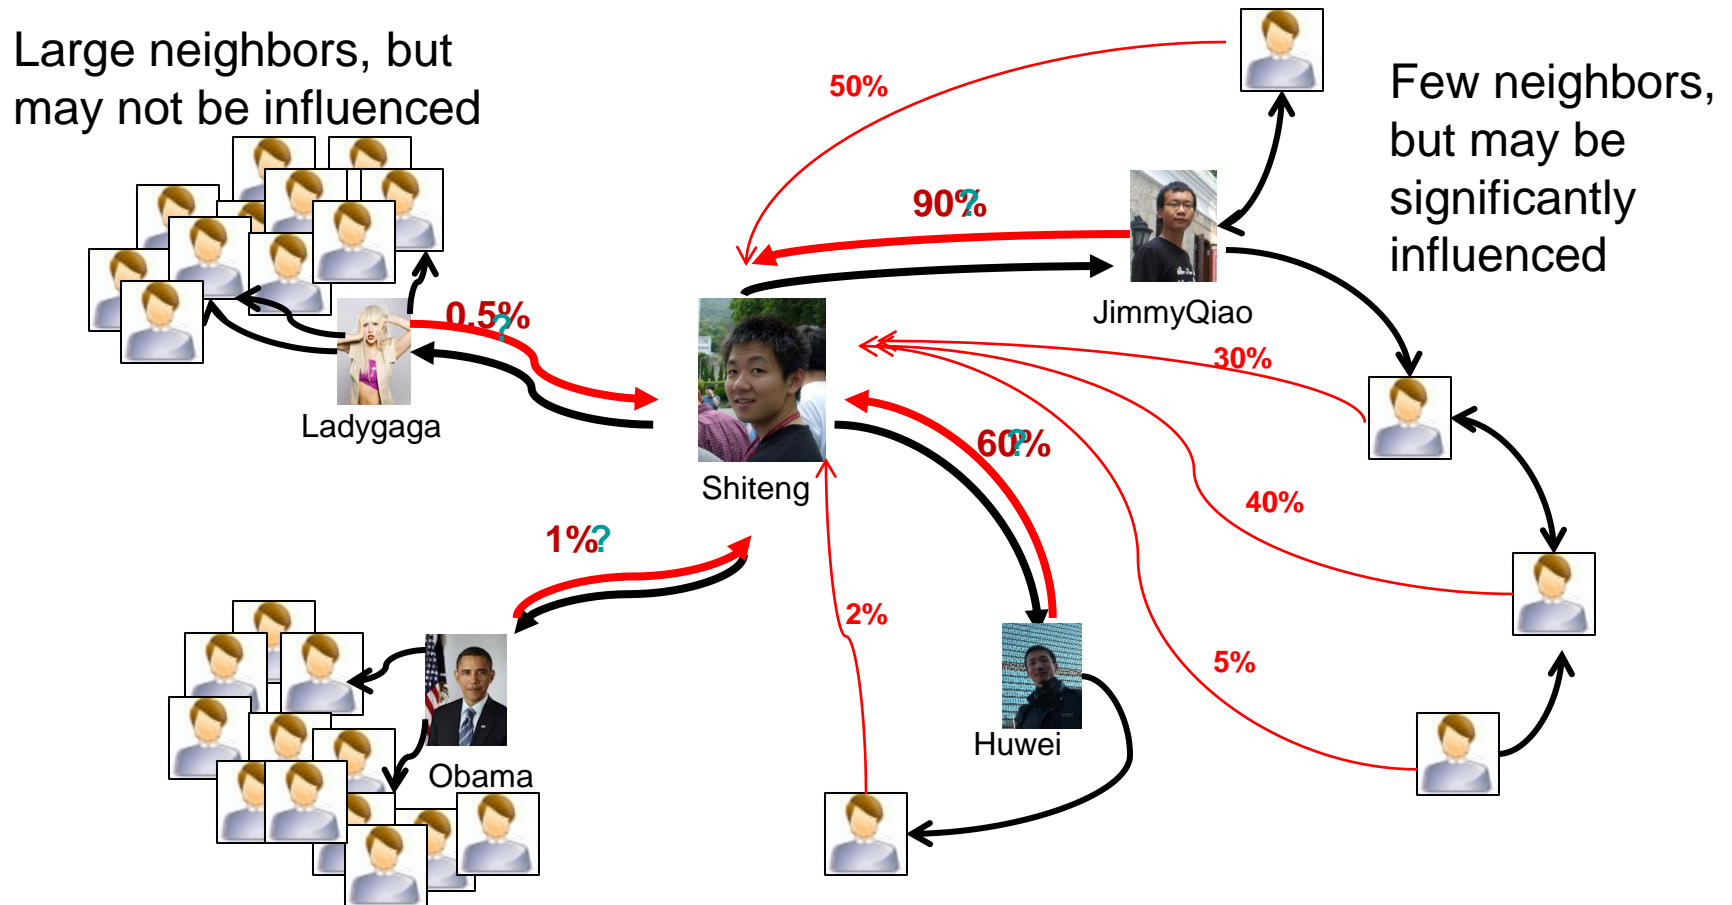 Large neighbors, but
may not be influenced
50%
Few neighbors,
but may be
significantly
influenced
90%?
JimmyQiao
0.5%
?
Ladygaga
30%
60%?
Shiteng
40%
1%?
2%
5%
Huwei
Obama